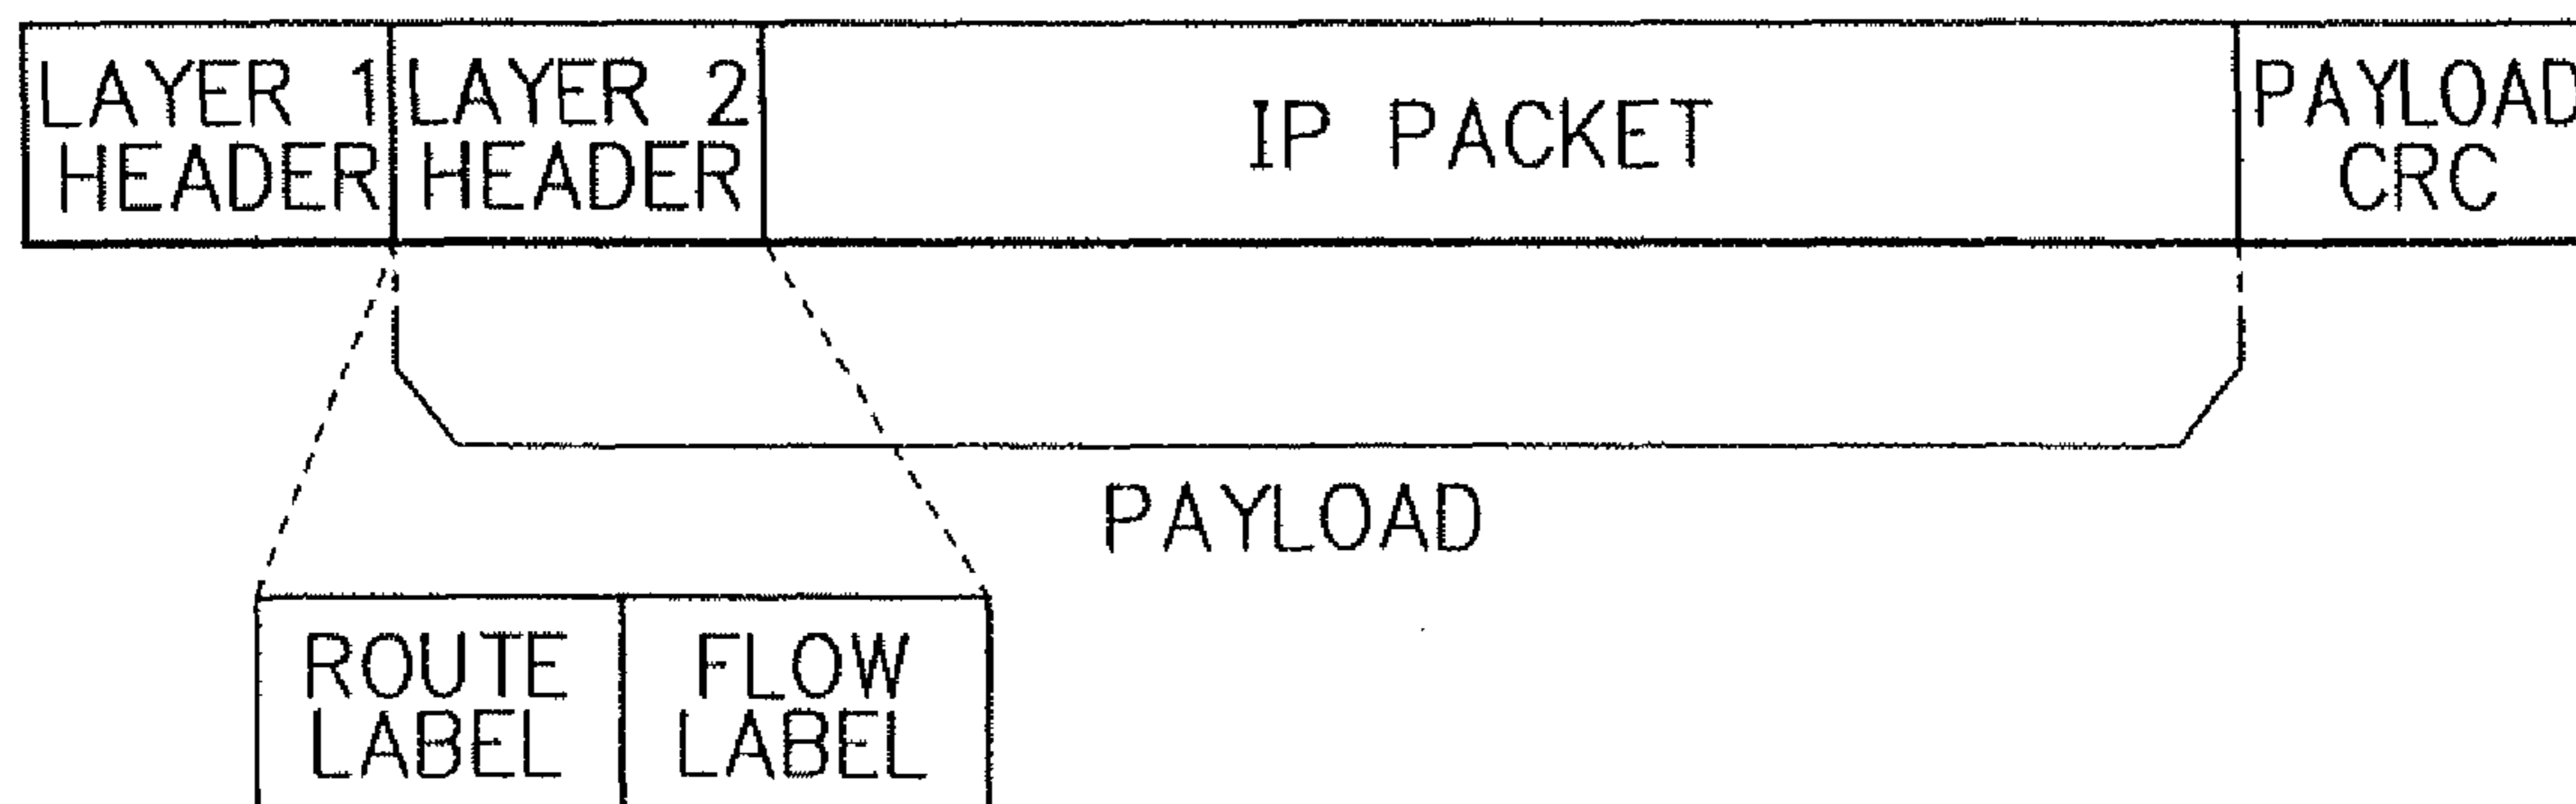 LAYER 1
HEADER
LAYER 2
HEADER
IP PACKET
PAYLOAD
CRC
PAYLOAD
ROUTE
LABEL
FLOW
LABEL